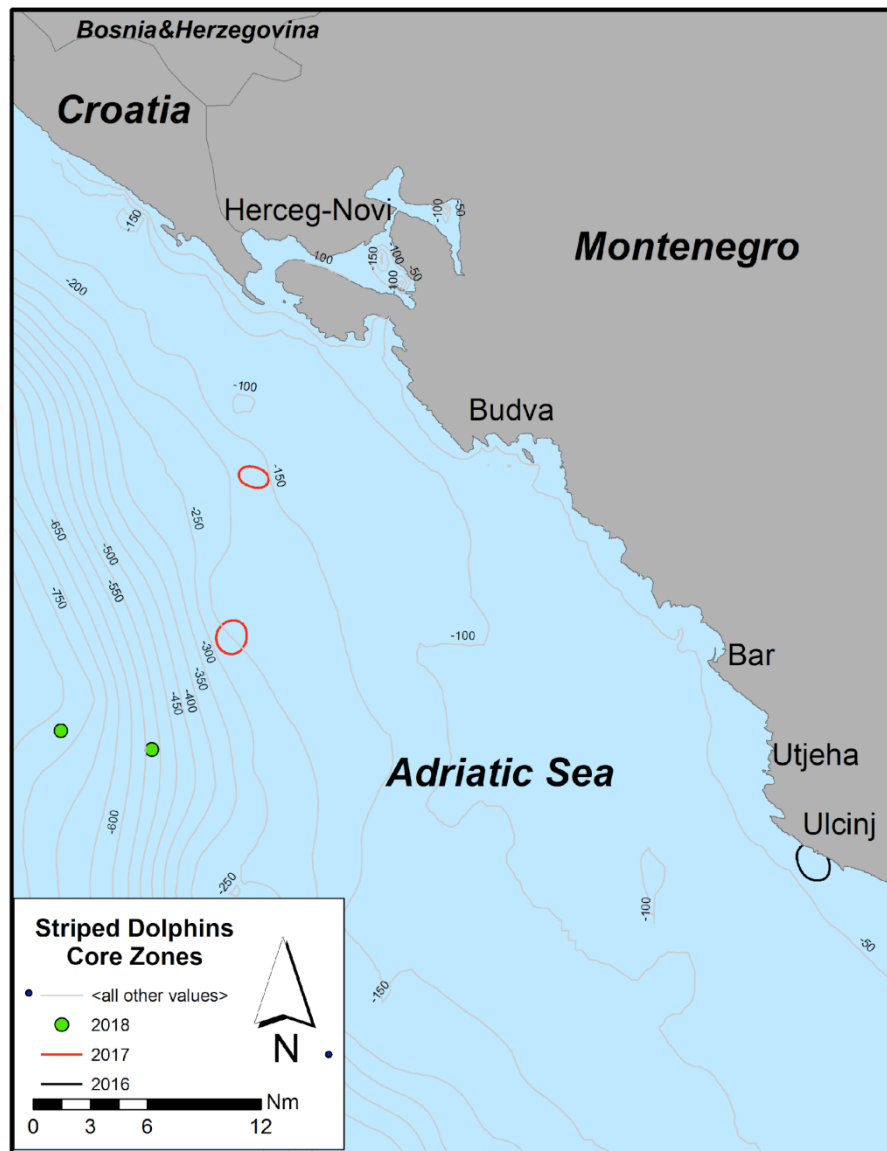 Bosnia&Herzegovina
Croatia
Herceg-Novi
Montenegro
-150
-100
-50
-100
-150
-100
-50
-100
-200
-100
Budva
-150
-250
-650
-500
-750
-550
-100
-300
-350
-400
-450
Bar
Adriatic Sea
Utjeha
Ulcinj
-600
-250
-100
-50
-150
Striped Dolphins
Core Zones
<all other values>
2018
2017
2016
N
Nm
0 3 6 12